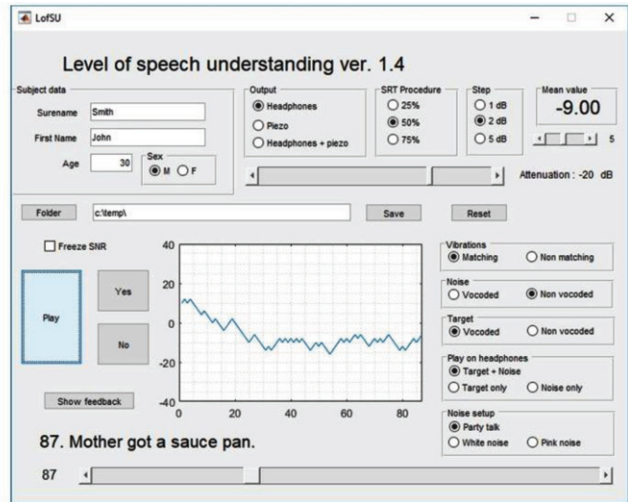 LofSU
Level of speech understanding ver. 1.4
Subject data
Surename Smith
First Name John
Age 30
Sex
M F
Output
Headphones
Piezo
Headphones + piezo
SRT Procedure
25%
50%
75%
Step
1 dB
2 dB
5 dB
Mean value
-9.00
5
Attenuation : -20 dB
Folder c:\temp\ Save Reset
Freeze SNR
Play
Yes
No
Show feedback
40
20
0
-20
-40
0 20 40 60 80
Vibrations
Matching Non matching
Noise
Vocoded Non vocoded
Target
Vocoded Non vocoded
Play on headphones
Target + Noise
Target only Noise only
Noise setup
Party talk
White noise Pink noise
87. Mother got a sauce pan.
87